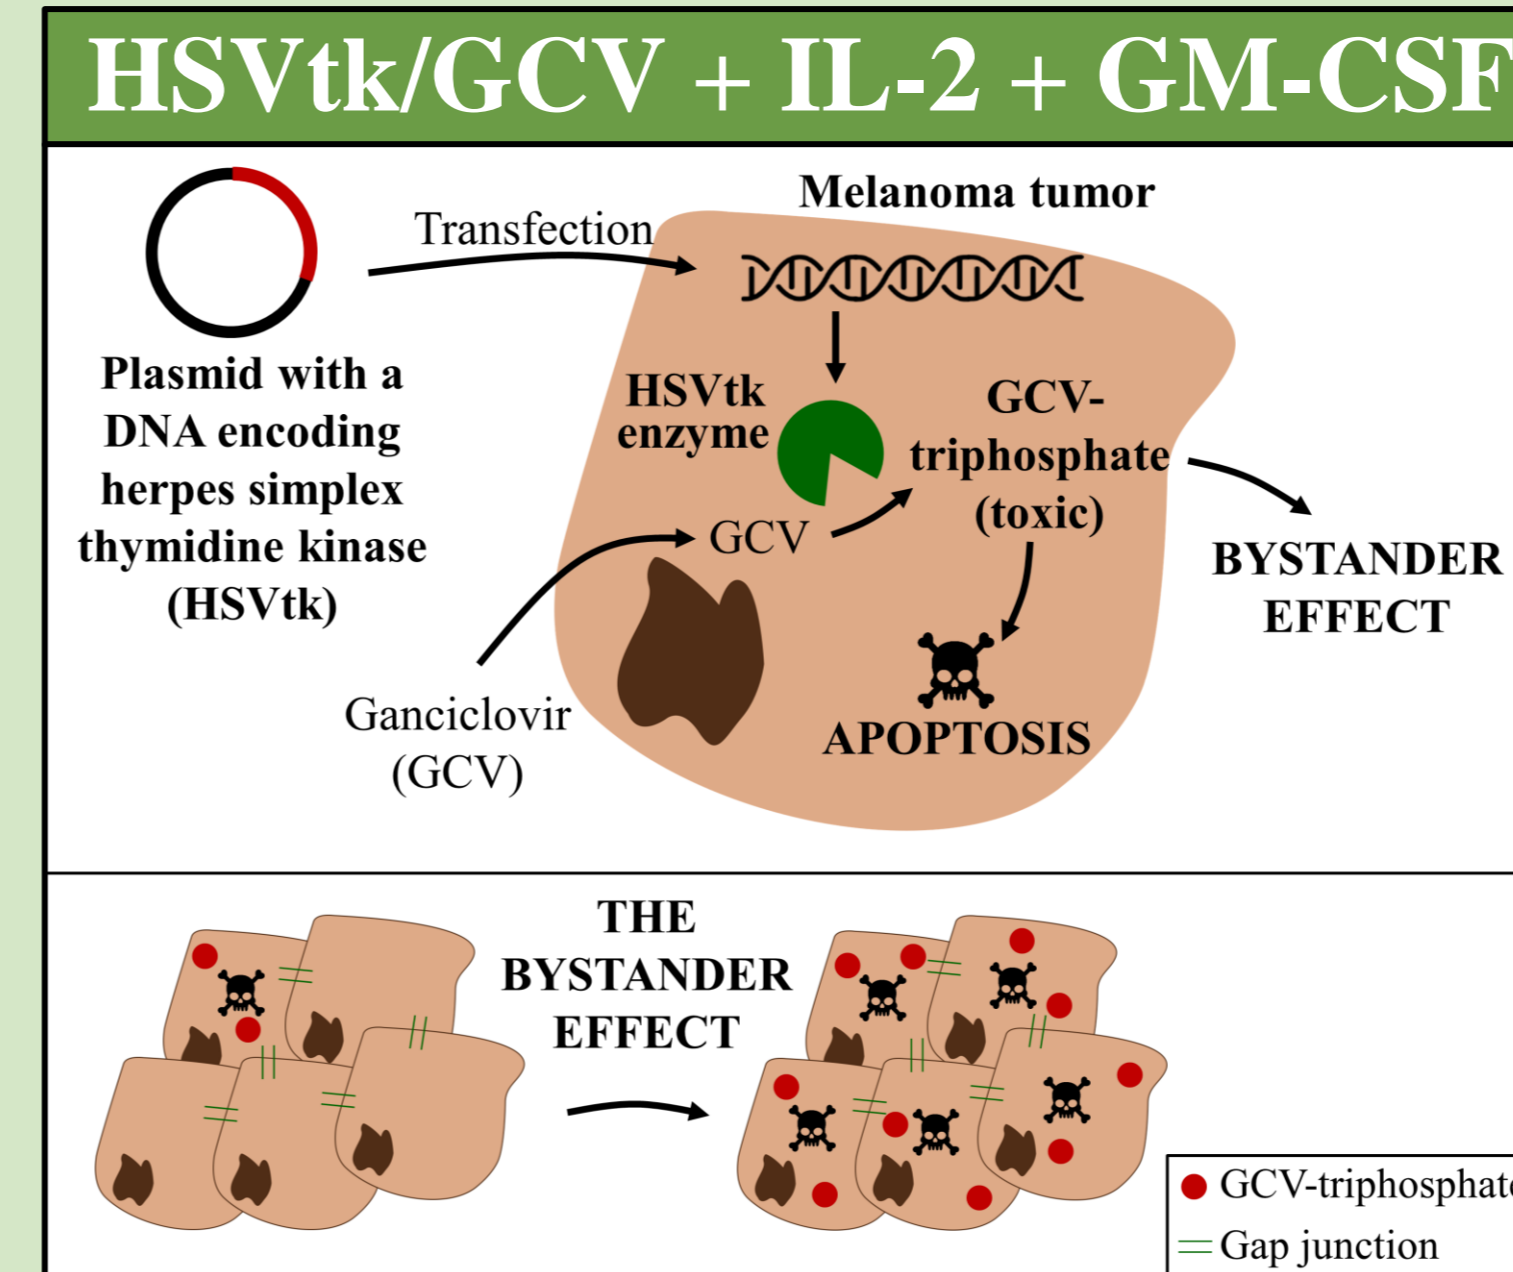 HSVtk/GCV + IL-2 + GM-CSF
Melanoma tumor
Transfection
Plasmid with a
DNA encoding
herpes simplex
thymidine kinase
(HSVtk)
HSVtk
enzyme
GCV-
triphosphate
(toxic)
GCV
BYSTANDER
EFFECT
Ganciclovir
(GCV)
APOPTOSIS
THE
BYSTANDER
EFFECT
GCV-triphosphate
Gap junction